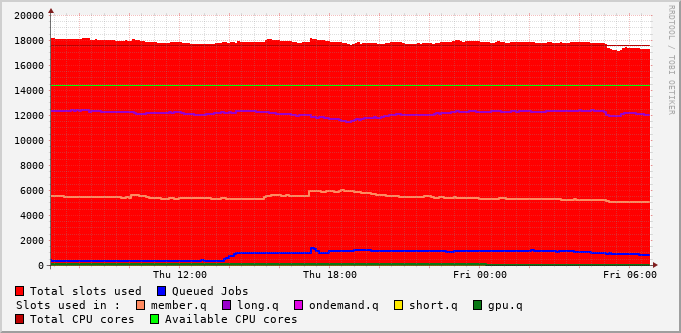 20000
18000
16000
14000
12000
10000
8000
6000
4000
2000
0
Thu 12:00 Thu 18:00 Fri 00:00 Fri 06:00
RRDTOOL / TOBI OETIKER
Total slots used Queued Jobs
Slots used in : member.q long.q ondemand.q short.q gpu.q
Total CPU cores Available CPU cores